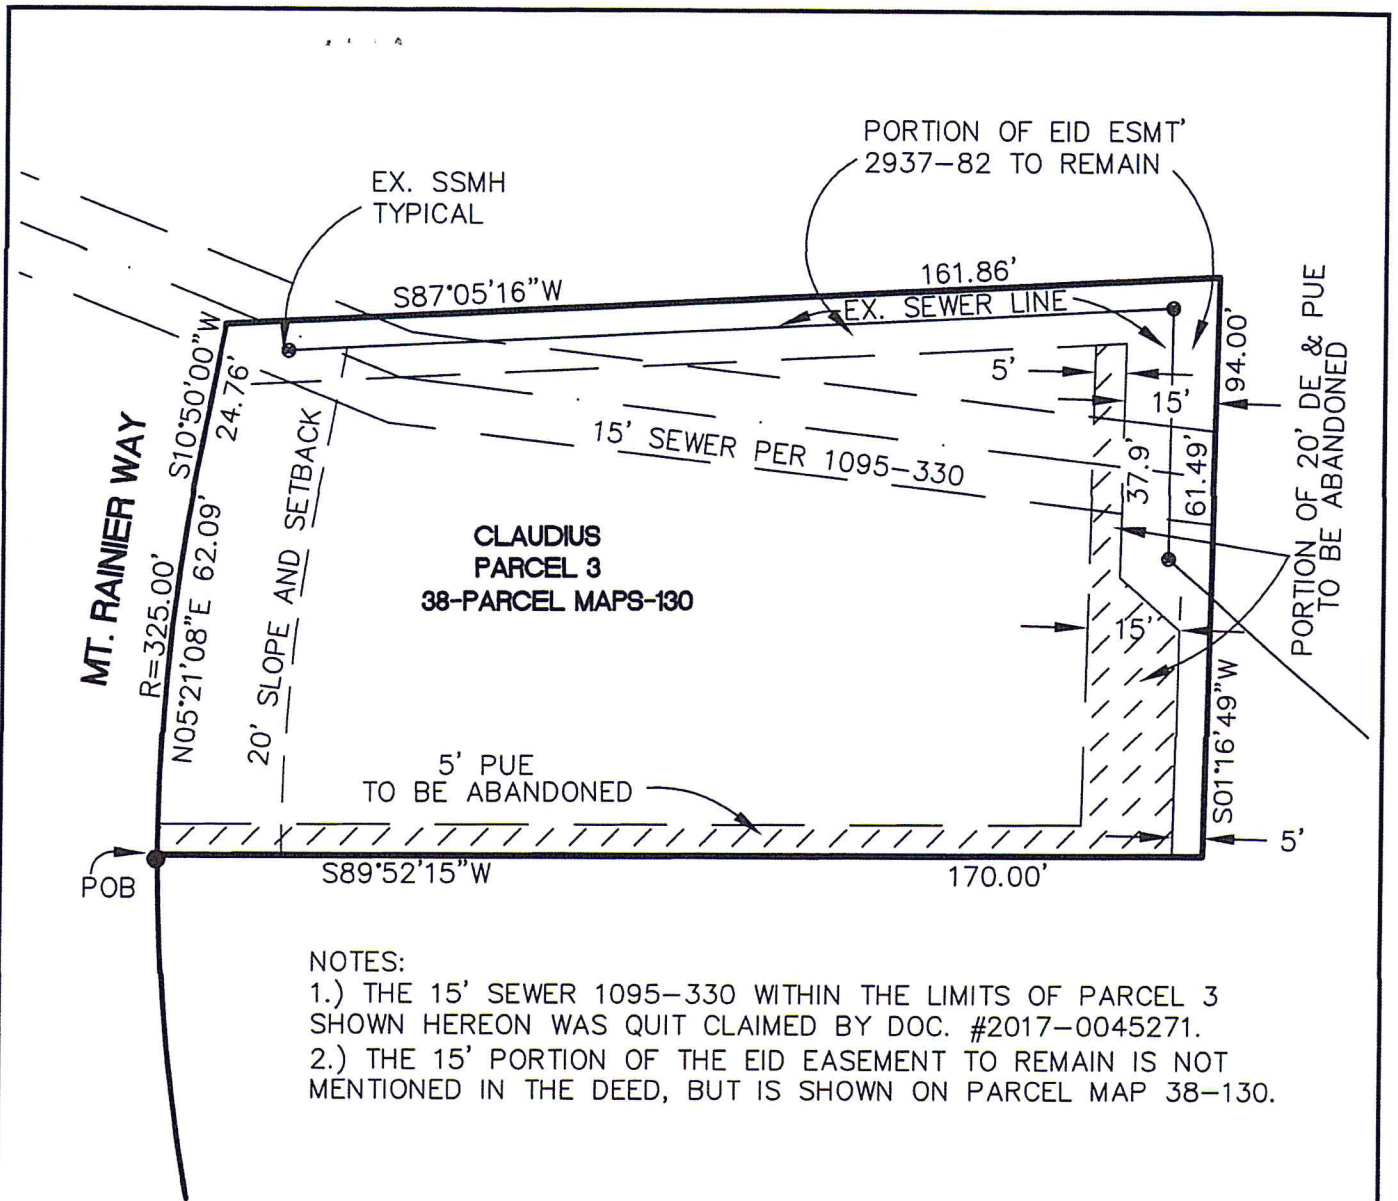 PORTION OF EID ESMT'
2937-82 TO REMAIN
EX. SSMH
TYPICAL
S87°05'16"W
161.86'
EX. SEWER LINE
S10°50'00"W
24.76'
5'
15'
94.00'
PORTION OF 20' DE & PUE
TO BE ABANDONED
15' SEWER PER 1095-330
37.9'
61.49'
MT. RAINIER WAY
R=325.00'
N05°21'08"E 62.09'
20' SLOPE AND SETBACK
CLAUDIUS
PARCEL 3
38-PARCEL MAPS-130
15'
S01°16'49"W
5' PUE
TO BE ABANDONED
5'
POB
S89°52'15"W
170.00'
NOTES:
1.) THE 15' SEWER 1095-330 WITHIN THE LIMITS OF PARCEL 3
SHOWN HEREON WAS QUIT CLAIMED BY DOC. #2017-0045271.
2.) THE 15' PORTION OF THE EID EASEMENT TO REMAIN IS NOT
MENTIONED IN THE DEED, BUT IS SHOWN ON PARCEL MAP 38-130.